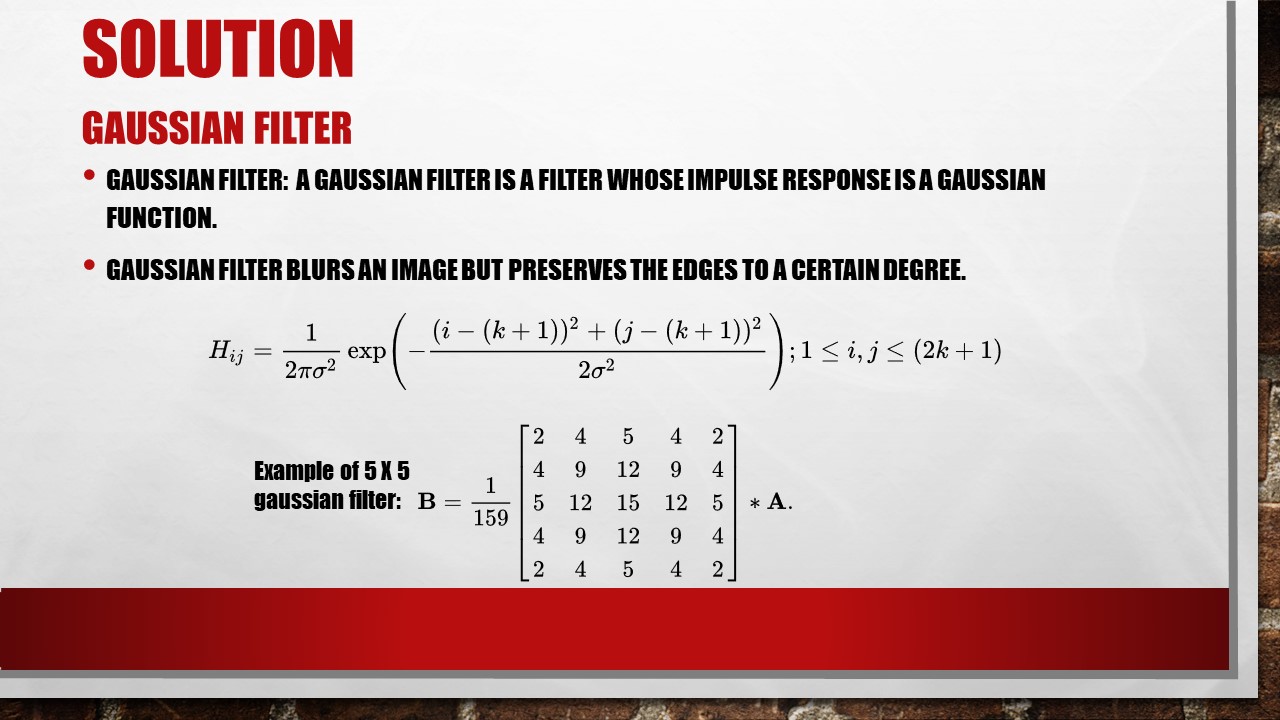 SOLUTION
GAUSSIAN FILTER
• GAUSSIAN FILTER: A GAUSSIAN FILTER IS A FILTER WHOSE IMPULSE RESPONSE IS A GAUSSIAN
FUNCTION.
• GAUSSIAN FILTER BLURS AN IMAGE BUT PRESERVES THE EDGES TO A CERTAIN DEGREE.
H_{ij} = \frac{1}{2\pi\sigma^2} \exp\left(-\frac{(i-(k+1))^2+(j-(k+1))^2}{2\sigma^2}\right); 1 \leq i, j \leq (2k+1)
Example of 5 X 5
gaussian filter: B = \frac{1}{159} \begin{bmatrix} 2 & 4 & 5 & 4 & 2 \\ 4 & 9 & 12 & 9 & 4 \\ 5 & 12 & 15 & 12 & 5 \\ 4 & 9 & 12 & 9 & 4 \\ 2 & 4 & 5 & 4 & 2 \end{bmatrix} * A.